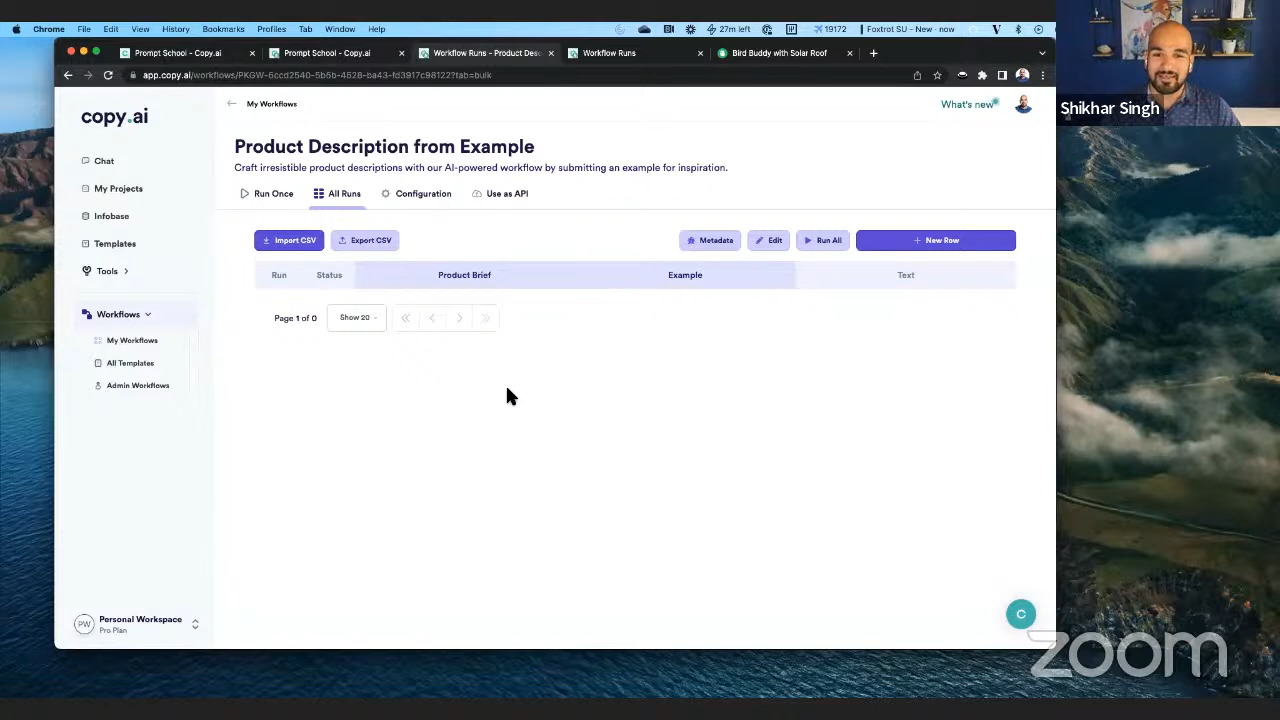 Chrome File Edit View History Bookmarks Profiles Tab Window Help 27m left 19172 Foxtrot SU - New · now
Prompt School - Copy.ai Prompt School - Copy.ai Workflow Runs - Product Des Workflow Runs Bird Buddy with Solar Roof
app.copy.ai/workflows/PKGW-6ccd2540-5b5b-4528-ba43-fd3917c98122?tab=bulk
Shikhar Singh
copy.ai
My Workflows
What's new
Product Description from Example
Craft irresistible product descriptions with our AI-powered workflow by submitting an example for inspiration.
Run Once All Runs Configuration Use as API
Chat
My Projects
Infobase
Templates
Tools
Workflows
My Workflows
All Templates
Admin Workflows
Import CSV Export CSV Metadata Edit Run All + New Row
Run Status Product Brief Example Text
Page 1 of 0 Show 20
PW Personal Workspace
Pro Plan
C
zoom